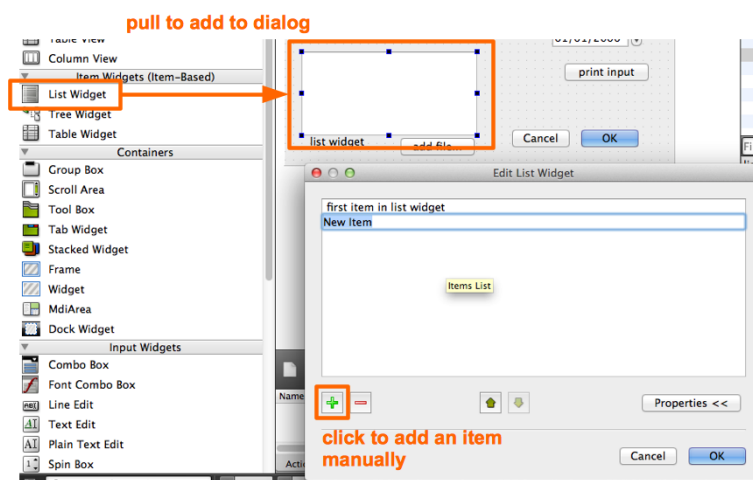 pull to add to dialog
Table View
Column View
Item Widgets (Item-Based)
List Widget
Tree Widget
Table Widget
Containers
Group Box
Scroll Area
Tool Box
Tab Widget
Stacked Widget
Frame
Widget
MdiArea
Dock Widget
Input Widgets
Combo Box
Font Combo Box
Line Edit
Text Edit
Plain Text Edit
Spin Box
01/01/2000
print input
list widget
add file...
Cancel
OK
Edit List Widget
first item in list widget
New Item
Items List
Name
Properties <<
click to add an item
manually
Cancel
OK